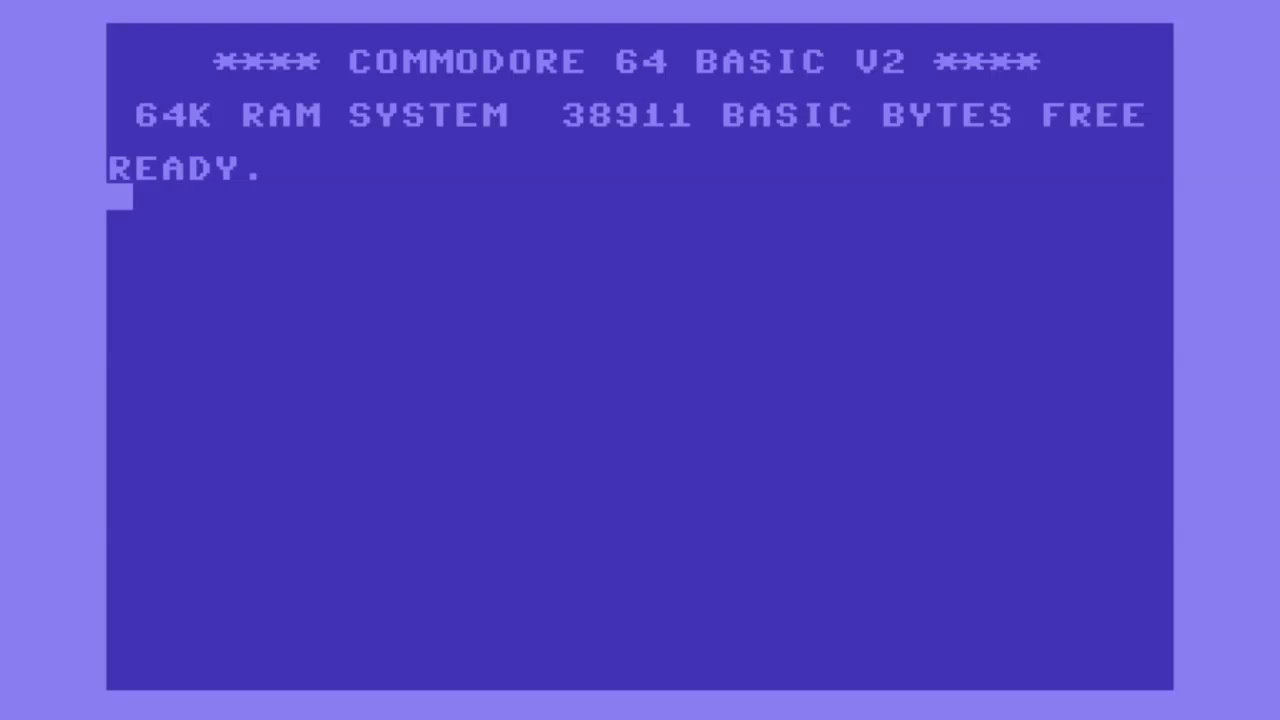 **** COMMODORE 64 BASIC V2 ****
64K RAM SYSTEM  38911 BASIC BYTES FREE
READY.